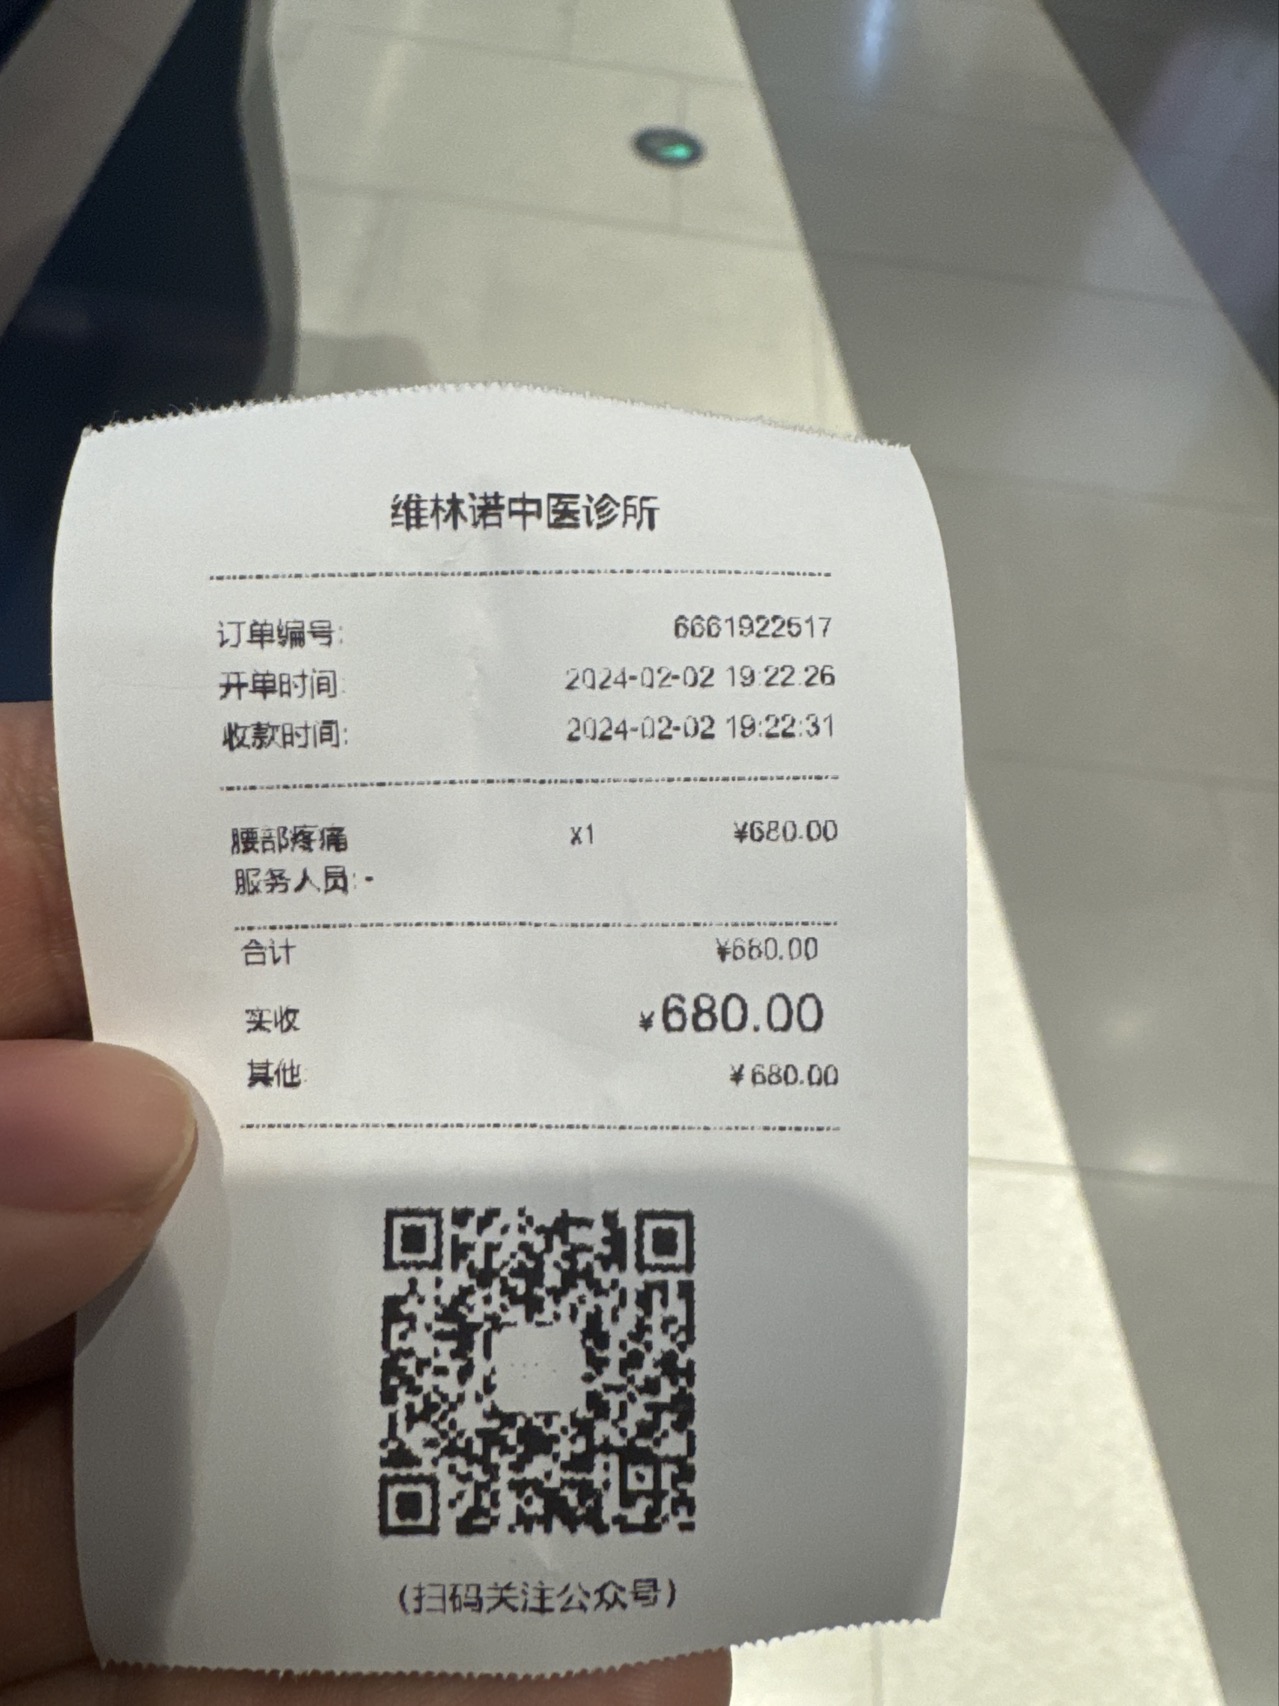 维林诺中医诊所
订单编号: 6661922517
开单时间: 2024-02-02 19:22:26
收款时间: 2024-02-02 19:22:31
腰部疼痛 x1 ¥680.00
服务人员: -
合计 ¥680.00
实收 ¥680.00
其他: ¥680.00
(扫码关注公众号)